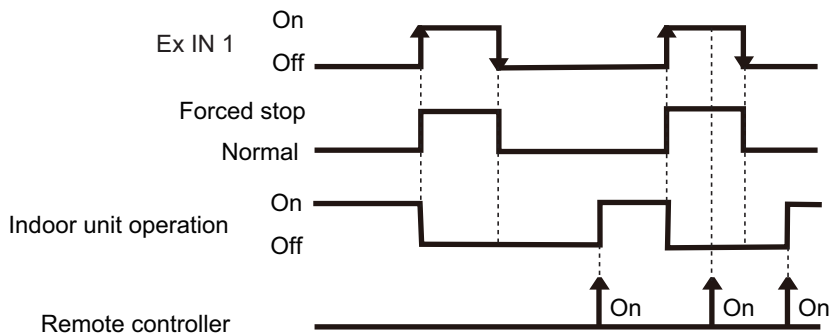 On
Ex IN 1
Off
Forced stop
Normal
On
Indoor unit operation
Off
On
On
On
Remote controller